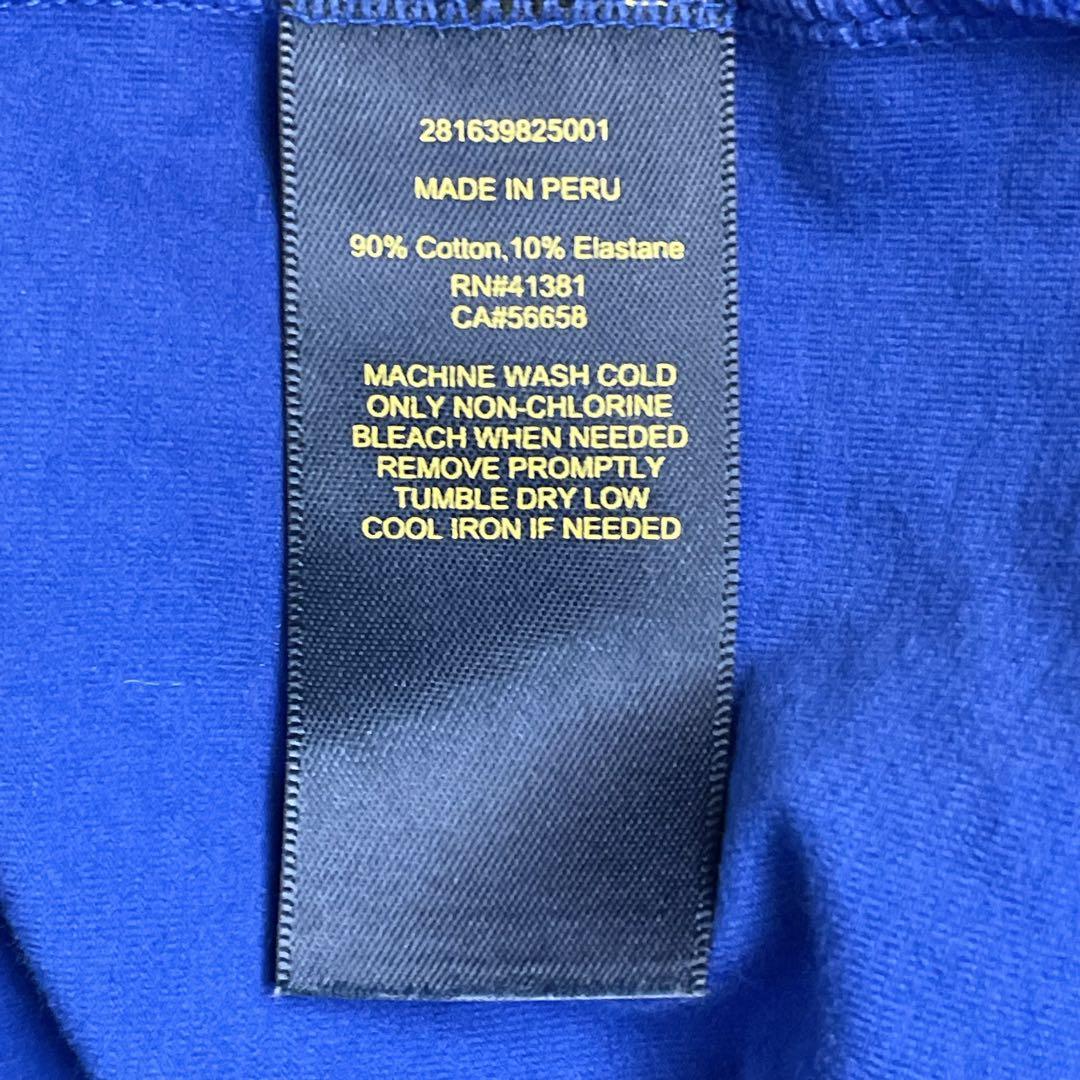 281639825001
MADE IN PERU
90% Cotton,10% Elastane
RN#41381
CA#56658
MACHINE WASH COLD
ONLY NON-CHLORINE
BLEACH WHEN NEEDED
REMOVE PROMPTLY
TUMBLE DRY LOW
COOL IRON IF NEEDED